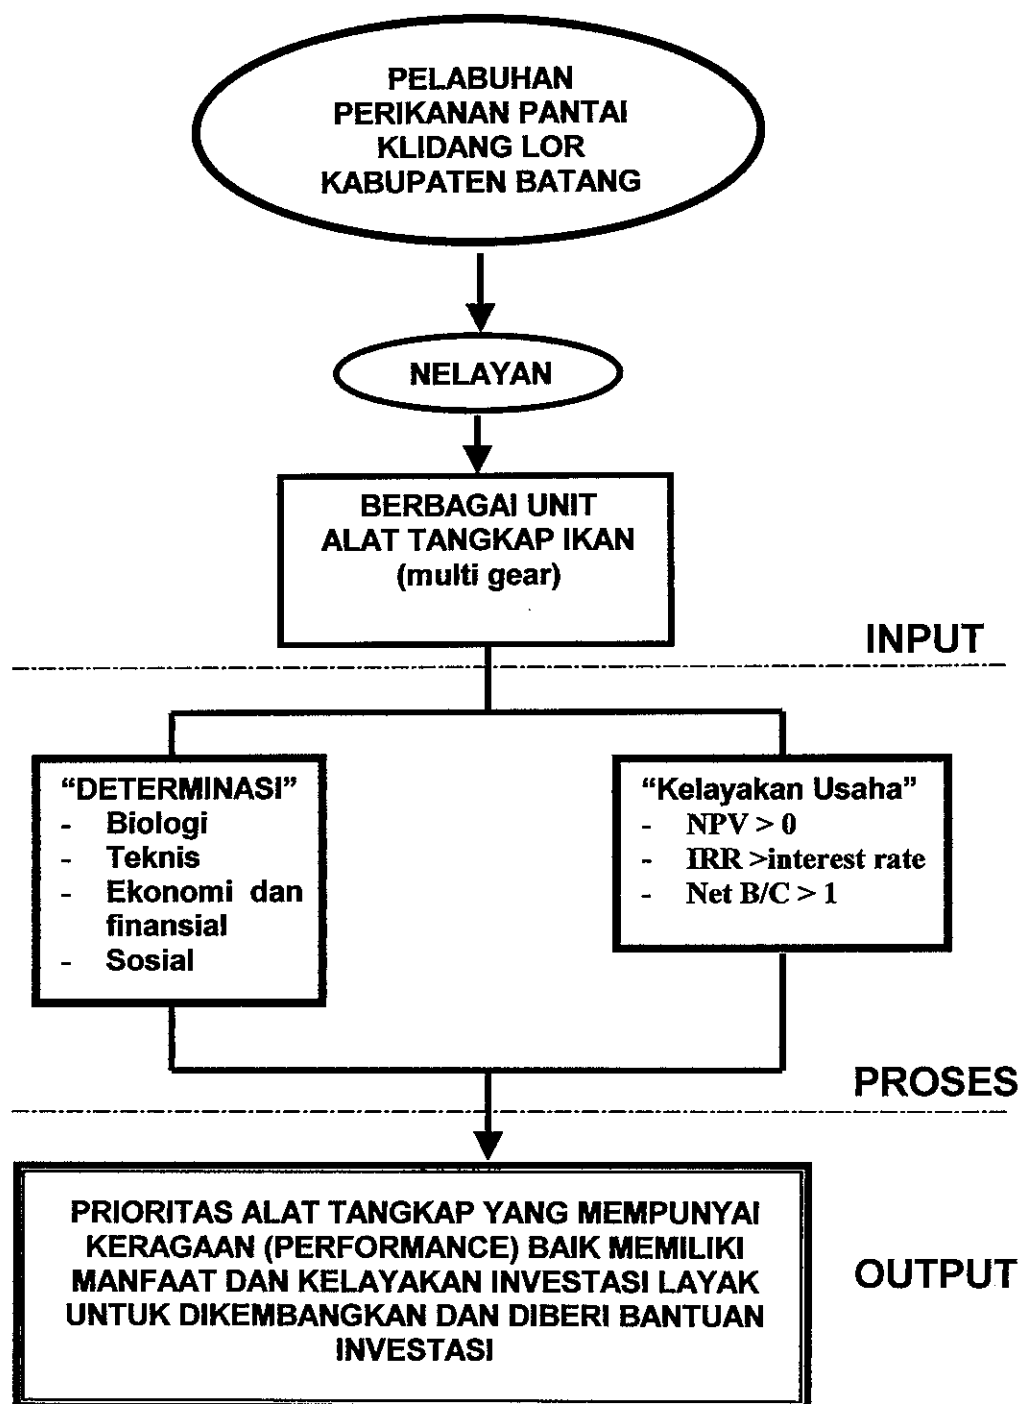 PELABUHAN
PERIKANAN PANTAI
KLIDANG LOR
KABUPATEN BATANG
NELAYAN
BERBAGAI UNIT
ALAT TANGKAP IKAN
(multi gear)
INPUT
“DETERMINASI”
- Biologi
- Teknis
- Ekonomi dan
finansial
- Sosial
“Kelayakan Usaha”
- NPV > 0
- IRR >interest rate
- Net B/C > 1
PROSES
PRIORITAS ALAT TANGKAP YANG MEMPUNYAI
KERAGAAN (PERFORMANCE) BAIK MEMILIKI
MANFAAT DAN KELAYAKAN INVESTASI LAYAK
UNTUK DIKEMBANGKAN DAN DIBERI BANTUAN
INVESTASI
OUTPUT